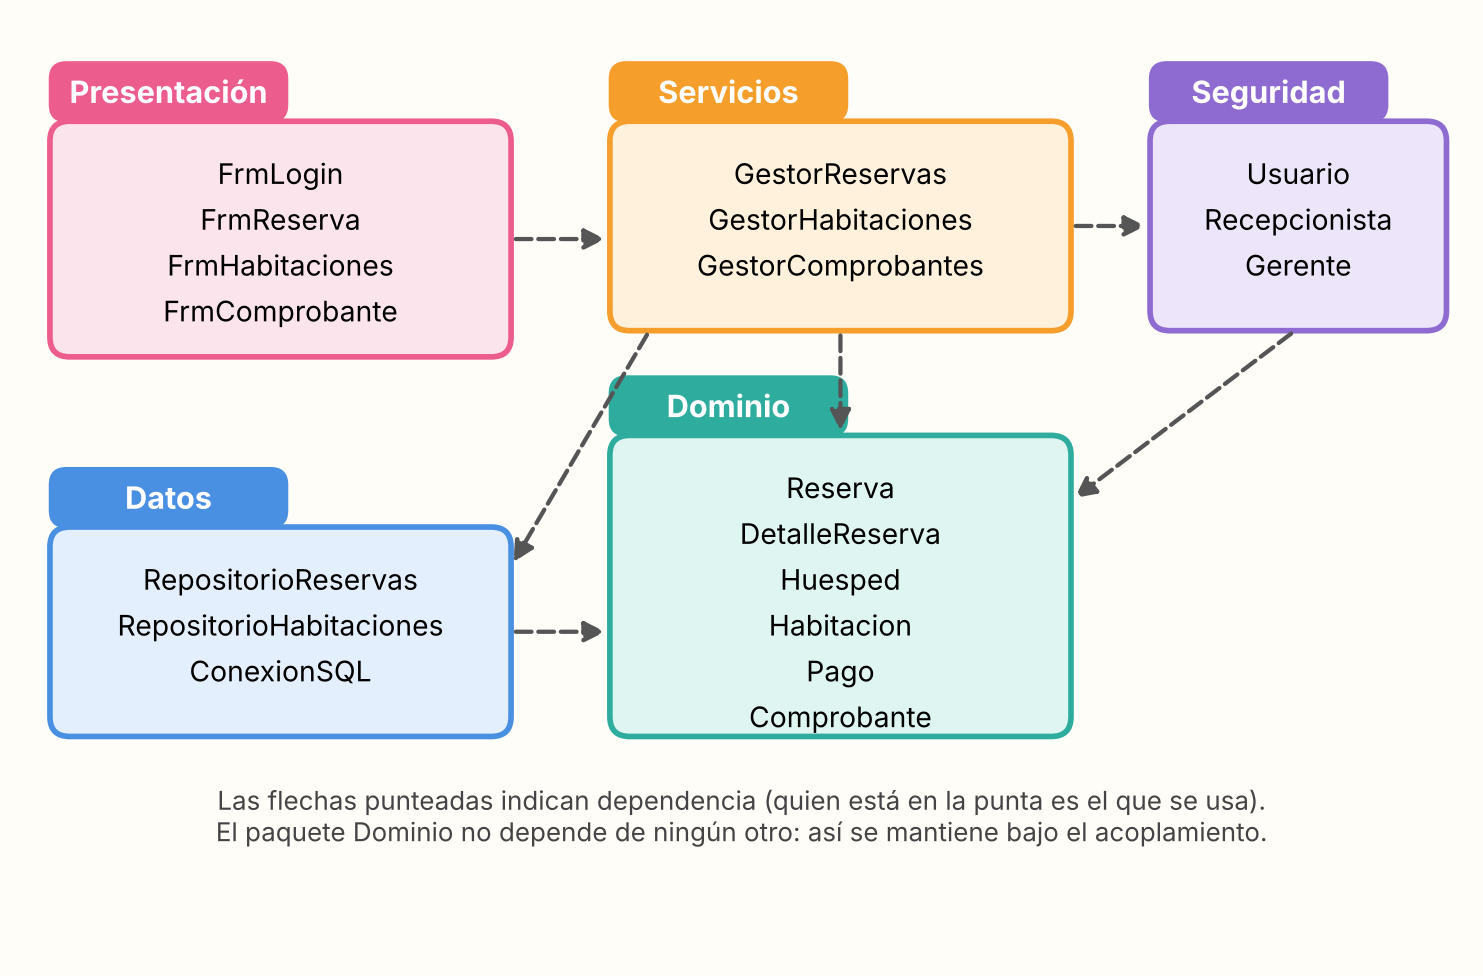 Presentación
FrmLogin
FrmReserva
FrmHabitaciones
FrmComprobante
Servicios
GestorReservas
GestorHabitaciones
GestorComprobantes
Seguridad
Usuario
Recepcionista
Gerente
Datos
RepositorioReservas
RepositorioHabitaciones
ConexionSQL
Dominio
Reserva
DetalleReserva
Huesped
Habitacion
Pago
Comprobante
Las flechas punteadas indican dependencia (quien está en la punta es el que se usa).
El paquete Dominio no depende de ningún otro: así se mantiene bajo el acoplamiento.